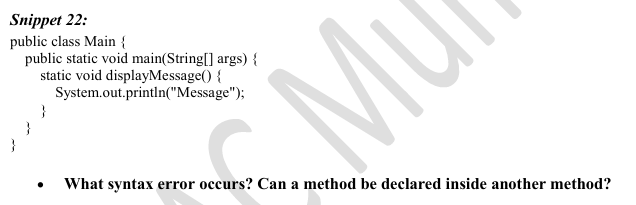 Snippet 22:
public class Main {
public static void main(String[] args) {
static void displayMessage() {
System.out.println("Message");
}
}
}
• What syntax error occurs? Can a method be declared inside another method?